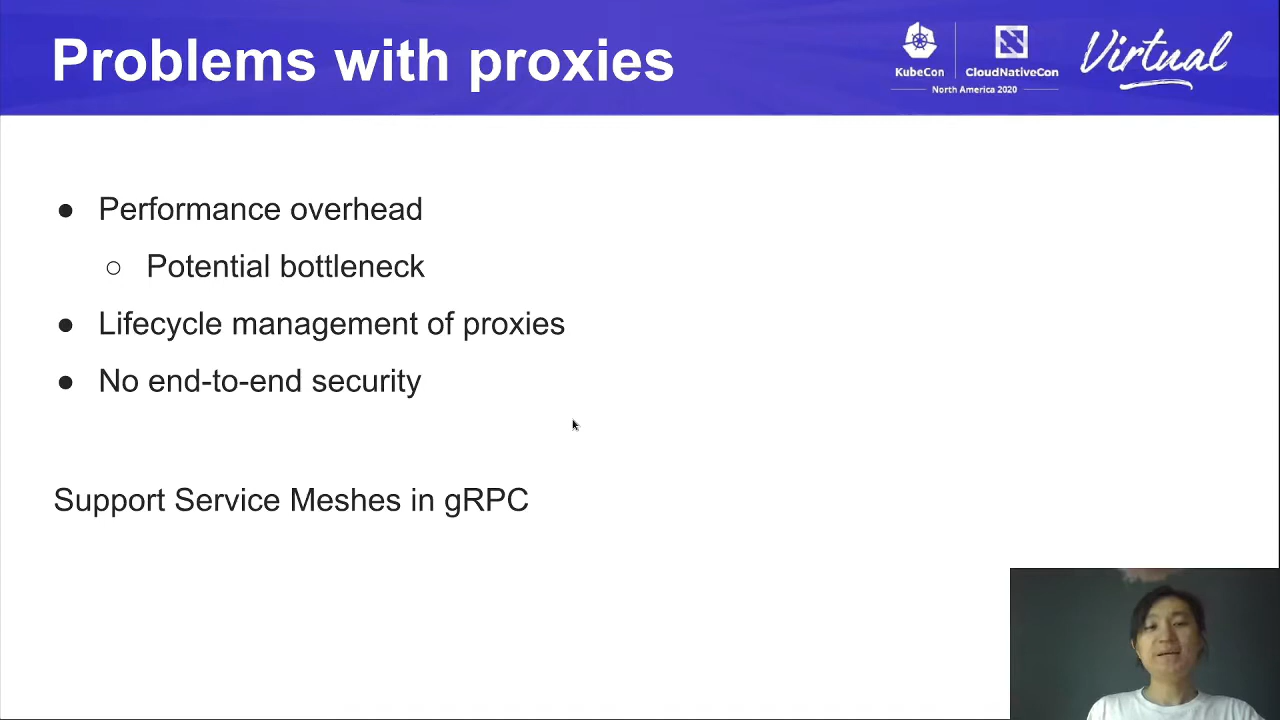 Problems with proxies
KubeCon
CloudNativeCon
North America 2020
Virtual
● Performance overhead
○ Potential bottleneck
● Lifecycle management of proxies
● No end-to-end security
Support Service Meshes in gRPC